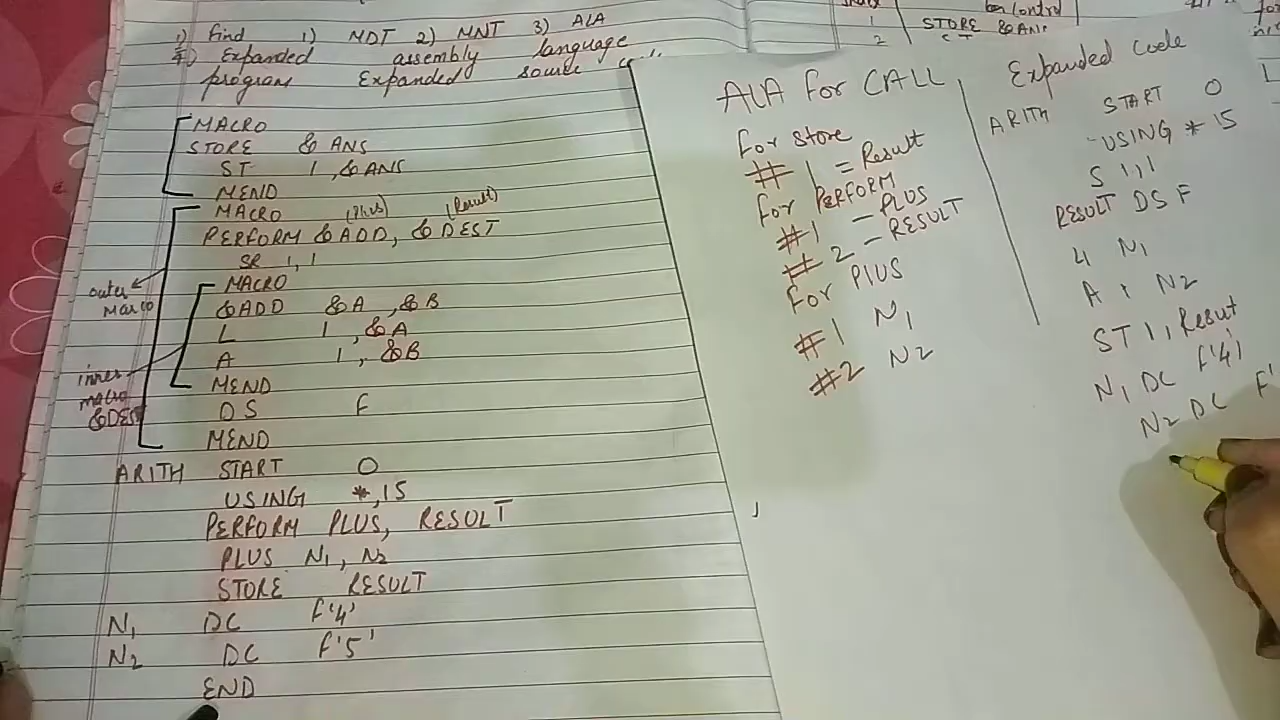 1) find 1) MDT 2) MNT 3) ALA
4) Expanded assembly language
program Expanded source
MACRO
STORE &ANS
ST 1, &ANS
MEND
MACRO (Plus) (Result)
PERFORM &ADD, &DEST
SR 1, 1
MACRO
&ADD &A, &B
L 1, &A
A 1, &B
MEND
DS F
MEND
ARITH START 0
USING *,15
PERFORM PLUS, RESULT
PLUS N1, N2
STORE RESULT
N1 DC F'4'
N2 DC F'5'
END
outer
Marco
inner
macro
&DEST
1 STORE &ANS
2
ALA For CALL
For Store
# 1 = Result
For PERFORM
#1 - PLUS
# 2 - RESULT
For PLUS
#1 N1
#2 N2
Expanded Code
ARITH START 0
USING * 15
S 1,1
RESULT DS F
N1
A 1 N2
ST 1, Resut
N1 DC F'4'
N2 DC F'